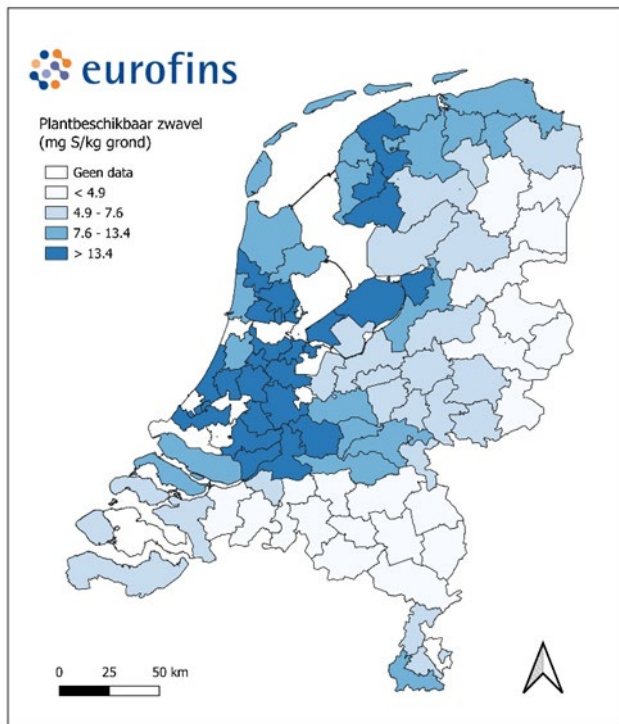 eurofins
Plantbeschikbaar zwavel
(mg S/kg grond)
Geen data
< 4.9
4.9 - 7.6
7.6 - 13.4
> 13.4
0 25 50 km